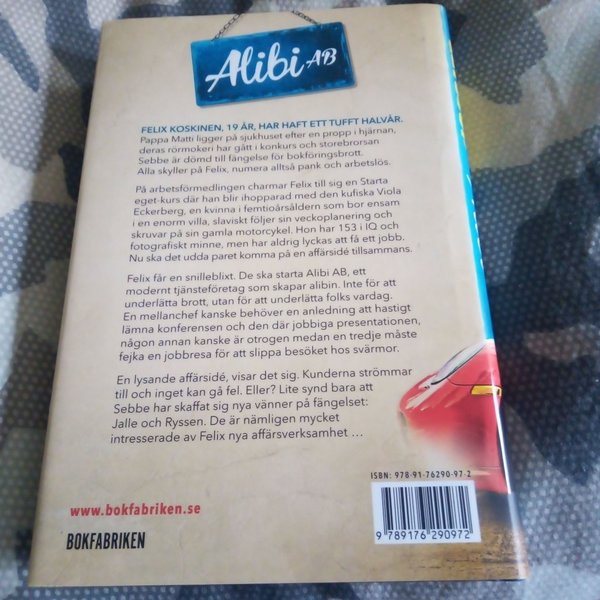 Alibi AB
FELIX KOSKINEN, 19 ÅR, HAR HAFT ETT TUFFT HALVÅR.
Pappa Matti ligger på sjukhuset efter en propp i hjärnan,
deras rörmokeri har gått i konkurs och storebrorsan
Sebbe är dömd till fängelse för bokföringsbrott.
Alla skyller på Felix, numera alltså pank och arbetslös.
På arbetsförmedlingen charmar Felix till sig en Starta
eget-kurs där han blir ihopparad med den kufiska Viola
Eckerberg, en kvinna i femtioårsåldern som bor ensam
i en enorm villa, slaviskt följer sin veckoplanering och
skruvar på sin gamla motorcykel. Hon har 153 i IQ och
fotografiskt minne, men har aldrig lyckats att få ett jobb.
Nu ska det udda paret komma på en affärsidé tillsammans.
Felix får en snilleblixt. De ska starta Alibi AB, ett
modernt tjänsteföretag som skapar alibin. Inte för att
underlätta brott, utan för att underlätta folks vardag.
En mellanchef kanske behöver en anledning att hastigt
lämna konferensen och den där jobbiga presentationen,
någon annan kanske är otrogen medan en tredje måste
fejka en jobbresa för att slippa besöket hos svärmor.
En lysande affärsidé, visar det sig. Kunderna strömmar
till och inget kan gå fel. Eller? Lite synd bara att
Sebbe har skaffat sig nya vänner på fängelset:
Jalle och Ryssen. De är nämligen mycket
intresserade av Felix nya affärsverksamhet ...
ISBN: 978-91-76290-97-2
www.bokfabriken.se
BOKFABRIKEN
9 789176 290972